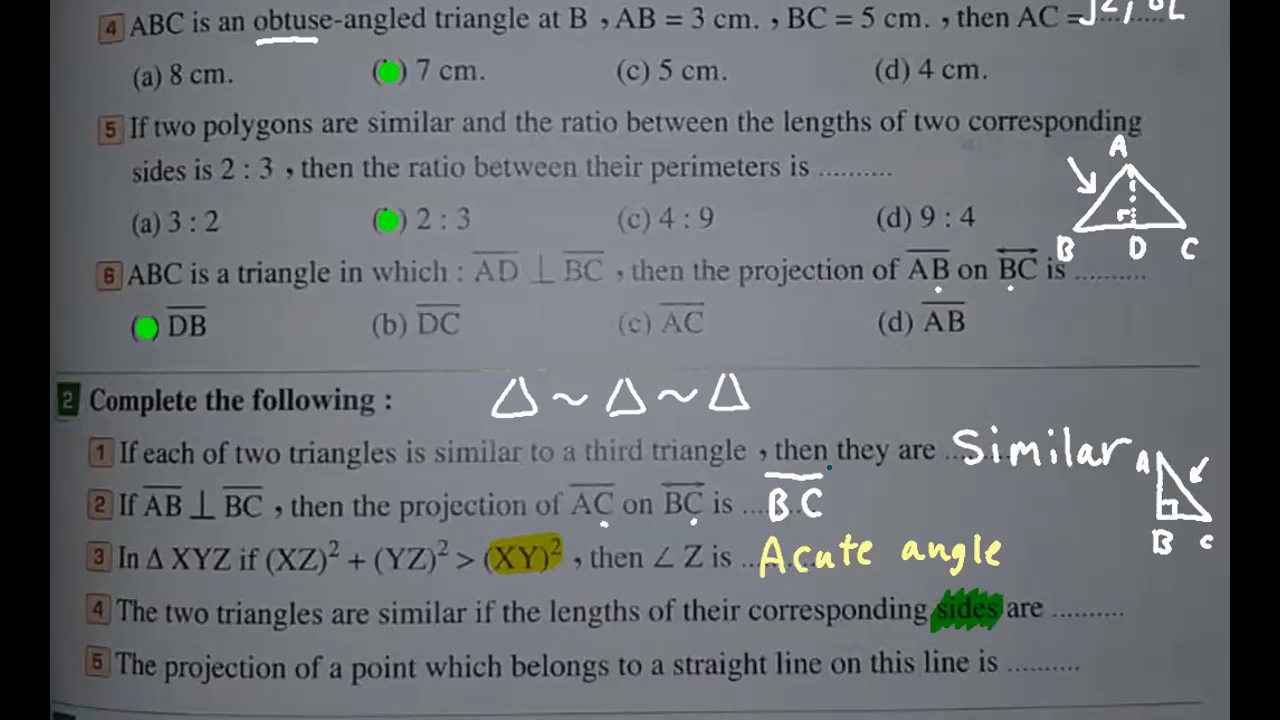 4 ABC is an obtuse-angled triangle at B , AB = 3 cm. , BC = 5 cm. , then AC =
(a) 8 cm. ( ) 7 cm. (c) 5 cm. (d) 4 cm.
5 If two polygons are similar and the ratio between the lengths of two corresponding
sides is 2 : 3 , then the ratio between their perimeters is ..........
(a) 3 : 2 ( ) 2 : 3 (c) 4 : 9 (d) 9 : 4
A
B D C
6 ABC is a triangle in which : AD ⊥ BC , then the projection of AB on BC is ..........
( ) DB (b) DC (c) AC (d) AB
2 Complete the following : Δ ~ Δ ~ Δ
1 If each of two triangles is similar to a third triangle , then they are .... Similar
A
2 If AB ⊥ BC , then the projection of AC on BC is .... BC
B C
3 In Δ XYZ if (XZ)² + (YZ)² > (XY)² , then ∠ Z is ... Acute angle
4 The two triangles are similar if the lengths of their corresponding sides are ..........
5 The projection of a point which belongs to a straight line on this line is ..........